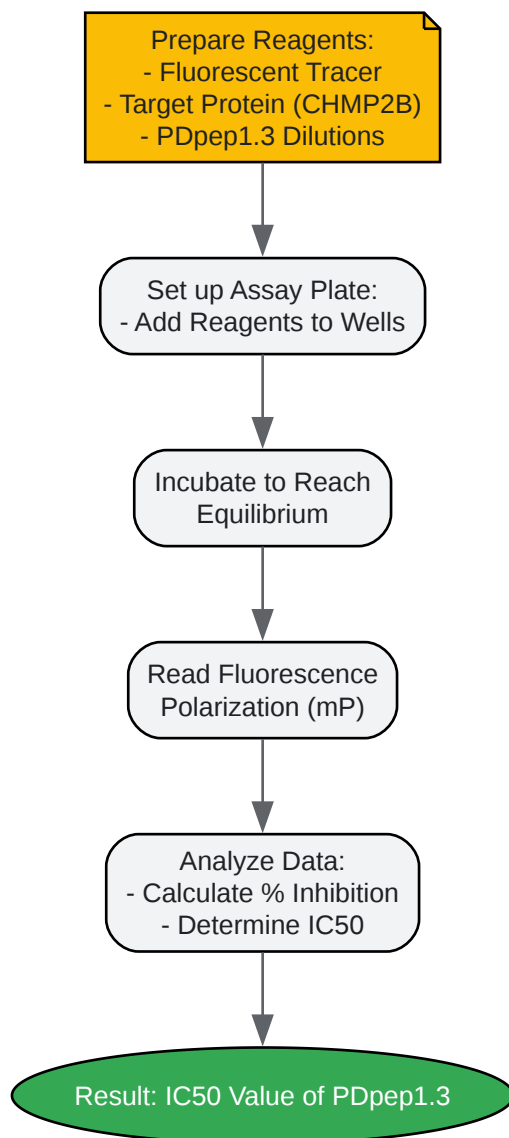 Prepare Reagents:
- Fluorescent Tracer
- Target Protein (CHMP2B)
- PDpep1.3 Dilutions
Set up Assay Plate:
- Add Reagents to Wells
Incubate to Reach
Equilibrium
Read Fluorescence
Polarization (mP)
Analyze Data:
- Calculate % Inhibition
- Determine IC50
Result: IC50 Value of PDpep1.3